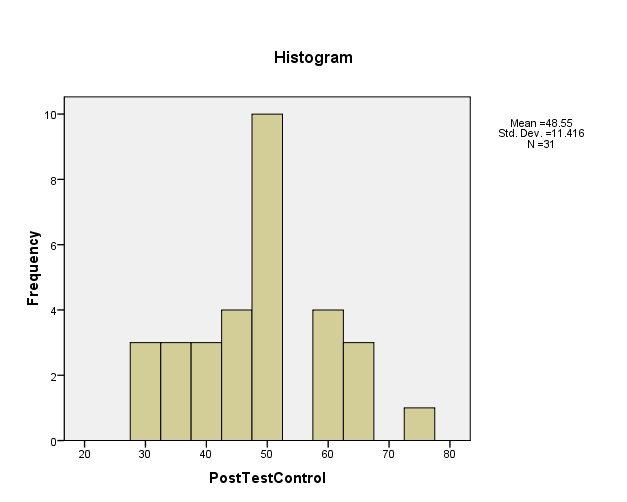 Histogram
Mean =48.55
Std. Dev. =11.416
N =31
Frequency
10
8
6
4
2
0
20 30 40 50 60 70 80
PostTestControl